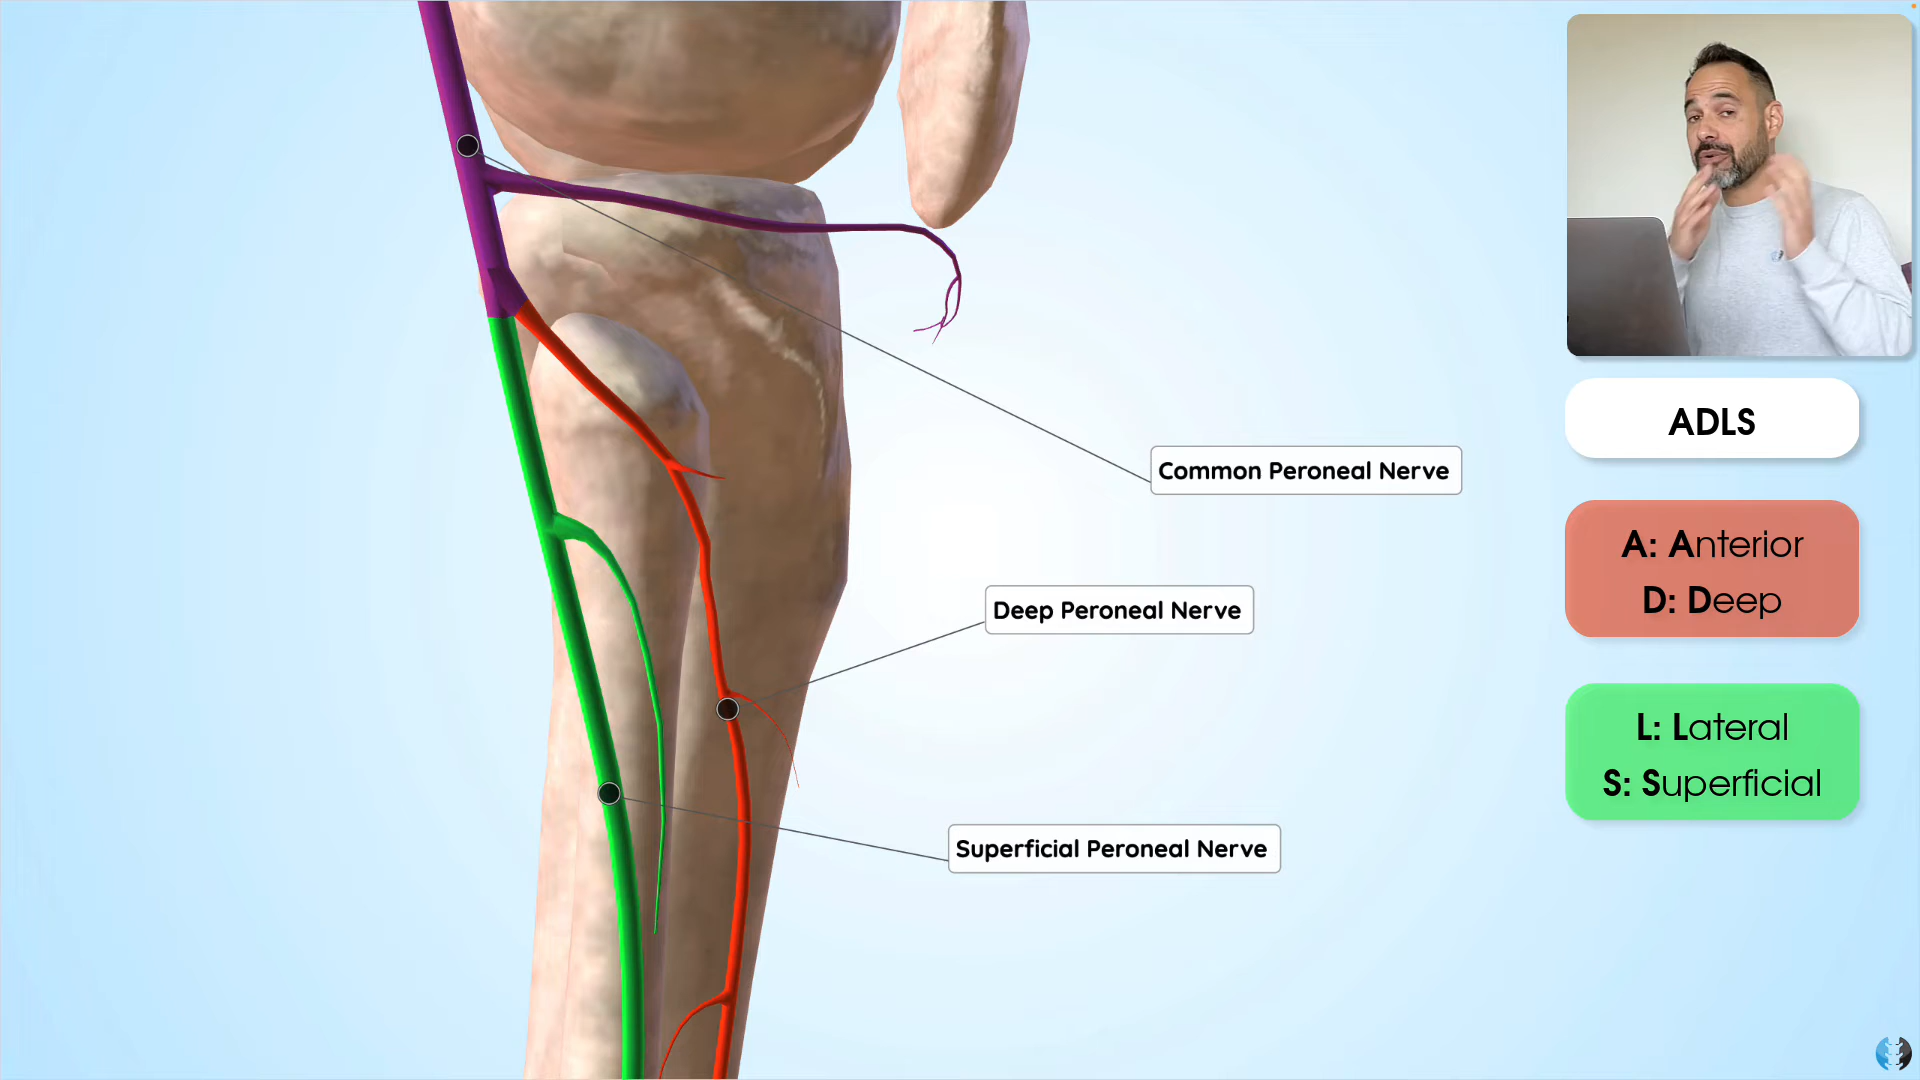 Common Peroneal Nerve
Deep Peroneal Nerve
Superficial Peroneal Nerve
ADLS
A: Anterior
D: Deep
L: Lateral
S: Superficial